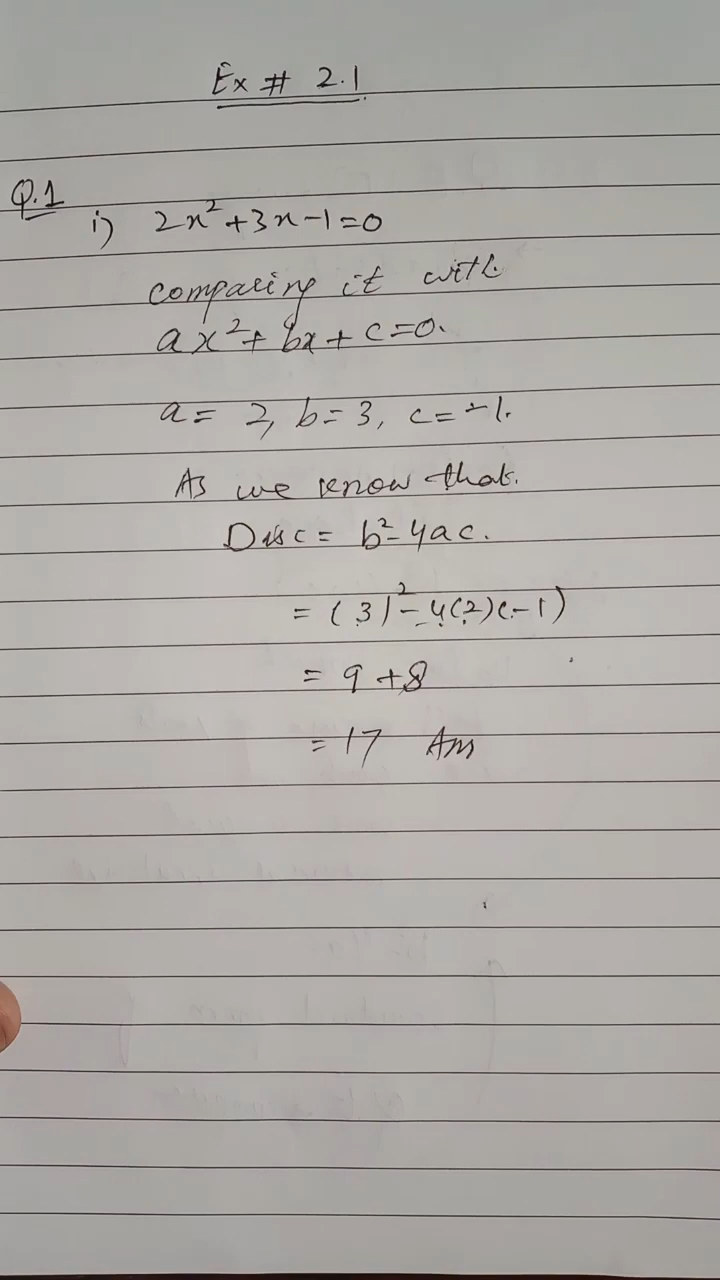 Ex # 2.1
Q.1
i) 2x²+3x-1=0
comparing it with
ax²+bx+c=0.
a= 2, b=3, c=-1.
As we know that.
Disc= b²-4ac.
= (3)²-4(2)(-1)
= 9+8
=17 Ans